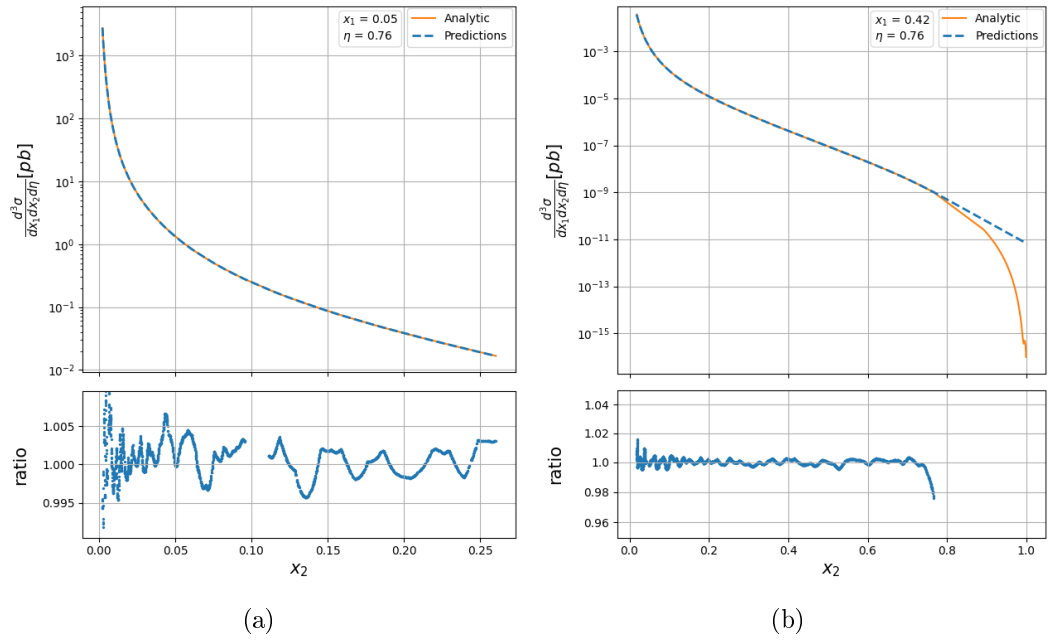 x₁ = 0.05
η = 0.76
Analytic
Predictions
10³
10²
10¹
10⁰
10⁻¹
10⁻²
d³σ/dx₁dx₂dη [pb]
1.005
1.000
0.995
ratio
0.00 0.05 0.10 0.15 0.20 0.25
x₂
(a)
x₁ = 0.42
η = 0.76
Analytic
Predictions
10⁻³
10⁻⁵
10⁻⁷
10⁻⁹
10⁻¹¹
10⁻¹³
10⁻¹⁵
d³σ/dx₁dx₂dη [pb]
1.04
1.02
1.0
0.98
0.96
ratio
0.0 0.2 0.4 0.6 0.8 1.0
x₂
(b)